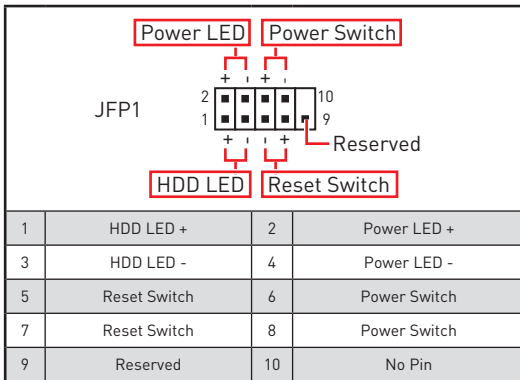 Power LED Power Switch
+ - + -
JFP1
2 10
1 9
+ - - +
Reserved
HDD LED Reset Switch
1 HDD LED + 2 Power LED +
3 HDD LED - 4 Power LED -
5 Reset Switch 6 Power Switch
7 Reset Switch 8 Power Switch
9 Reserved 10 No Pin